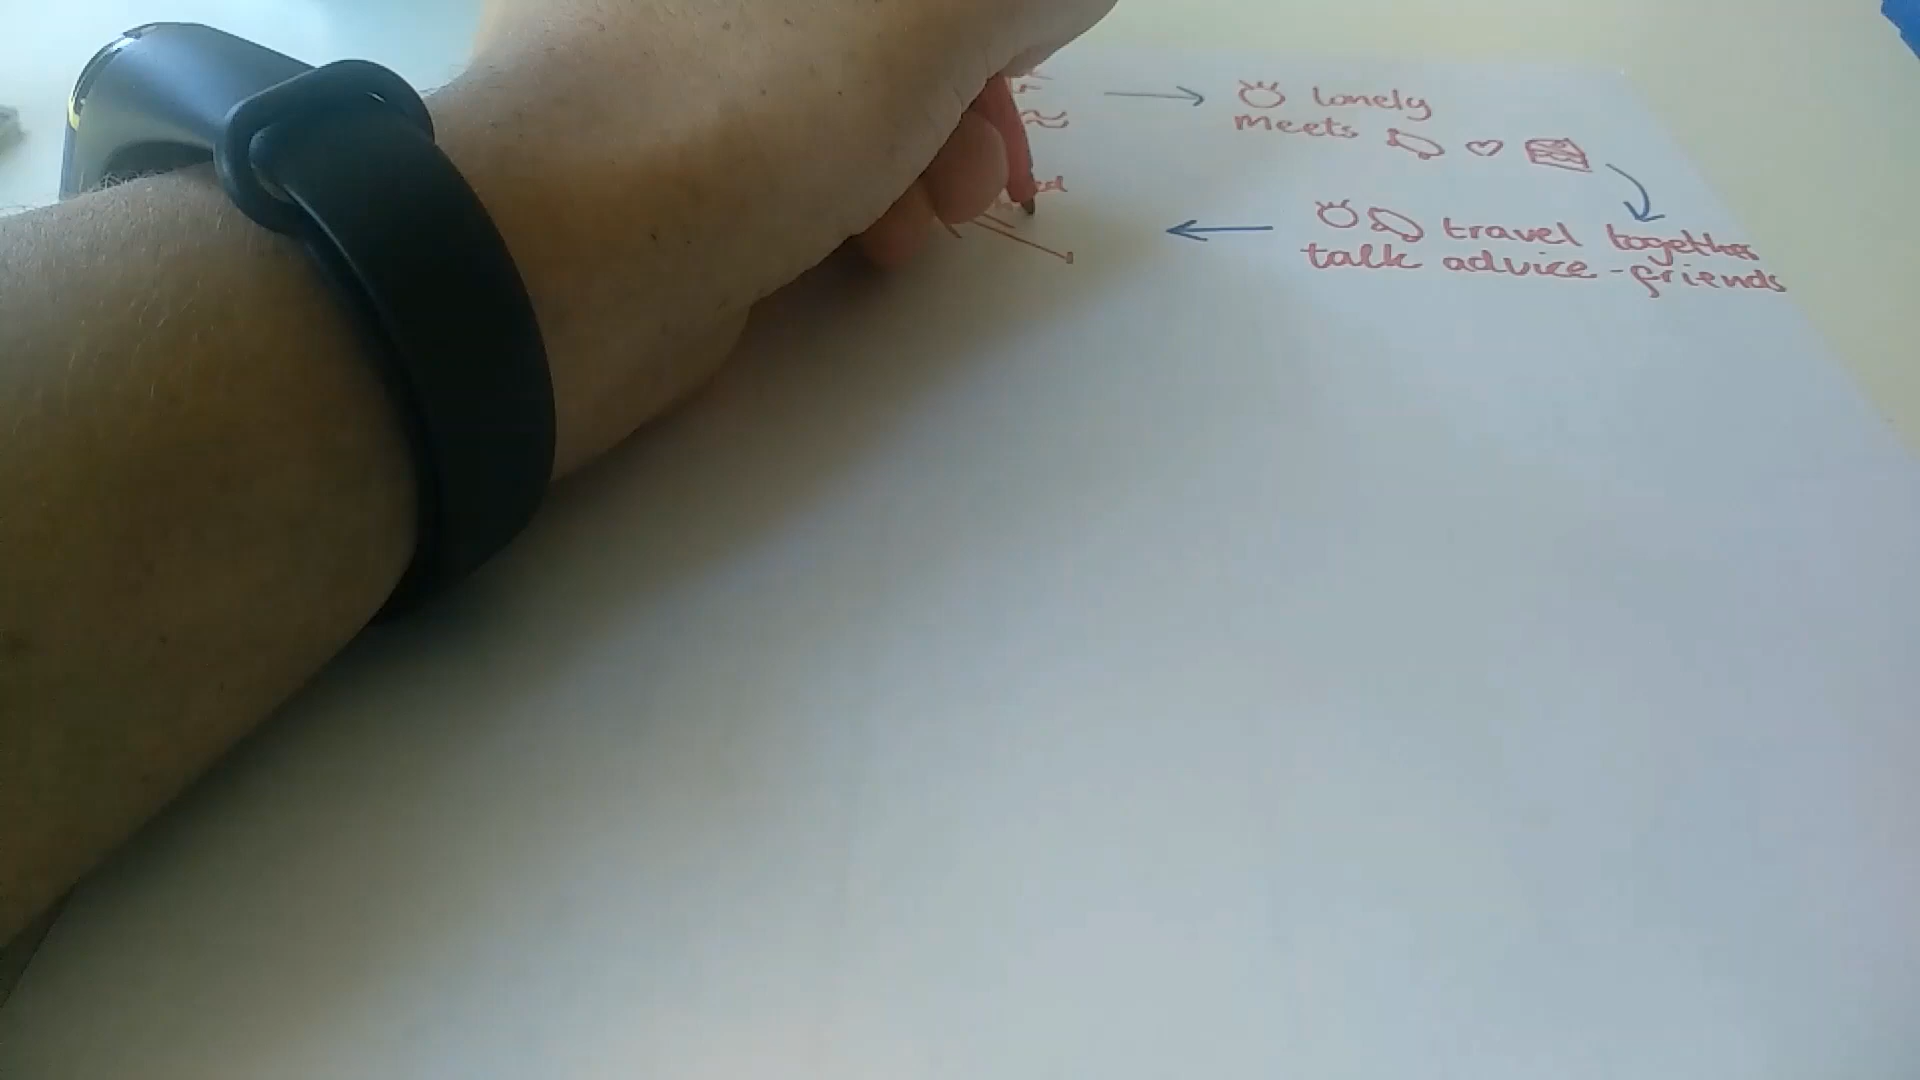 lonely
meets
travel together
talk advice - friends